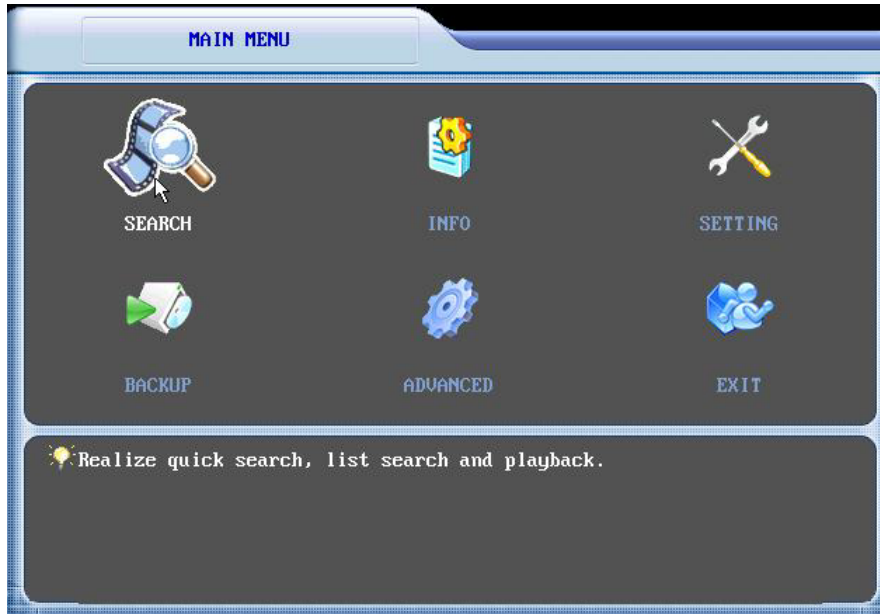 MAIN MENU
SEARCH INFO SETTING
BACKUP ADVANCED EXIT
Realize quick search, list search and playback.